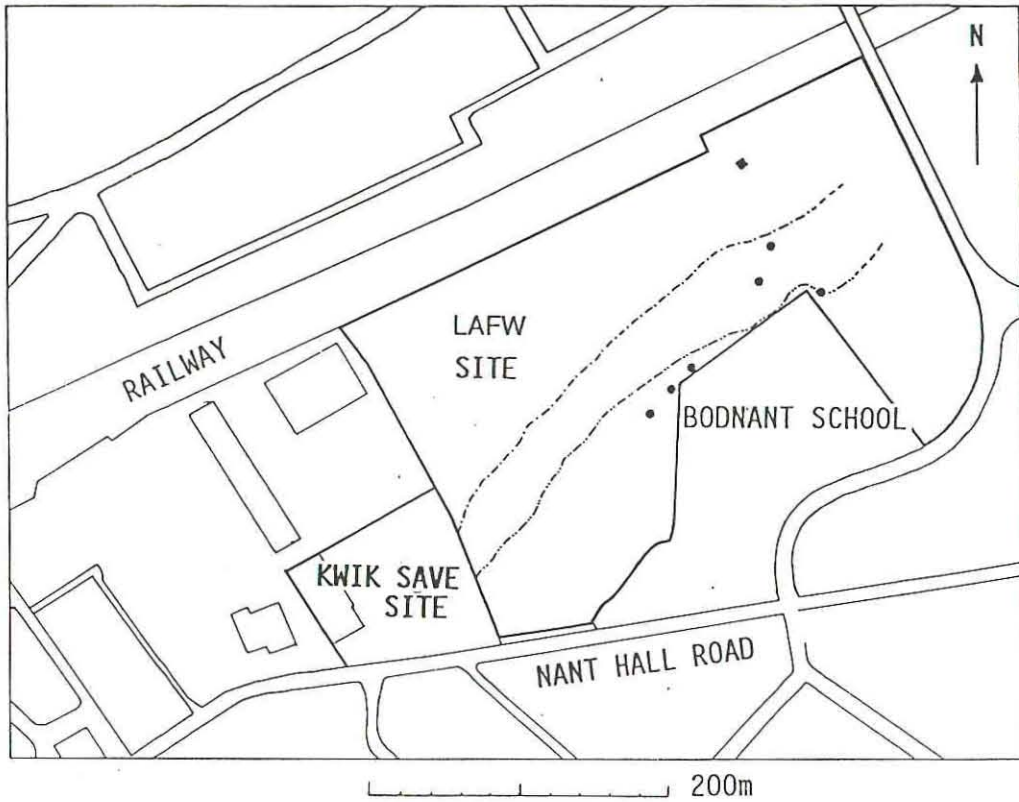 N
LAFW
SITE
RAILWAY
BODNANT SCHOOL
KWIK SAVE
SITE
NANT HALL ROAD
200m